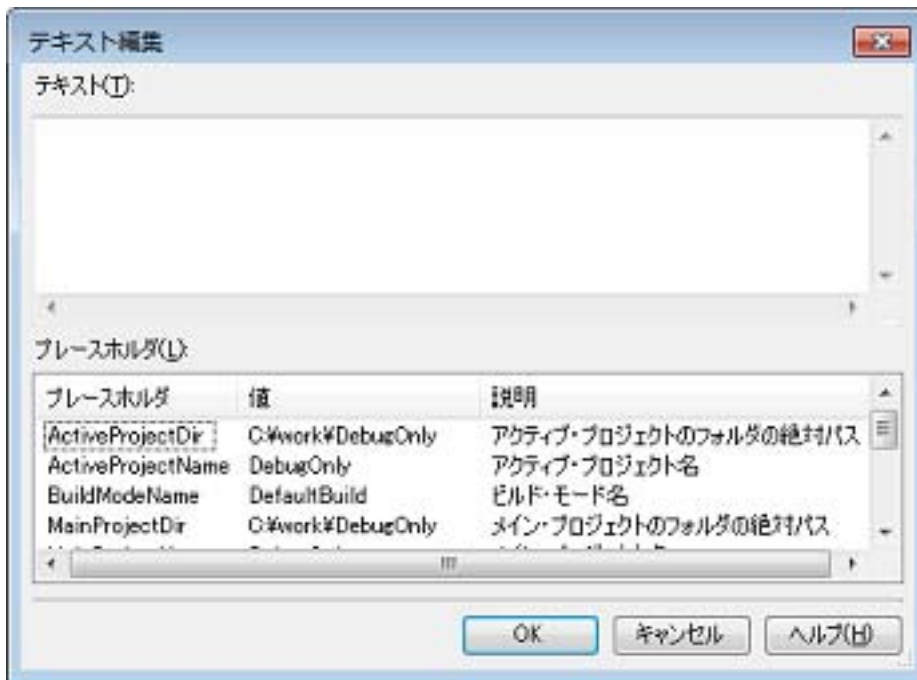 テキスト編集
テキスト(T):
プレースホルダ(L):
プレースホルダ 値 説明
ActiveProjectDir C:¥work¥DebugOnly アクティブ・プロジェクトのフォルダの絶対パス
ActiveProjectName DebugOnly アクティブ・プロジェクト名
BuildModeName DefaultBuild ビルド・モード名
MainProjectDir C:¥work¥DebugOnly メイン・プロジェクトのフォルダの絶対パス
OK キャンセル ヘルプ(H)